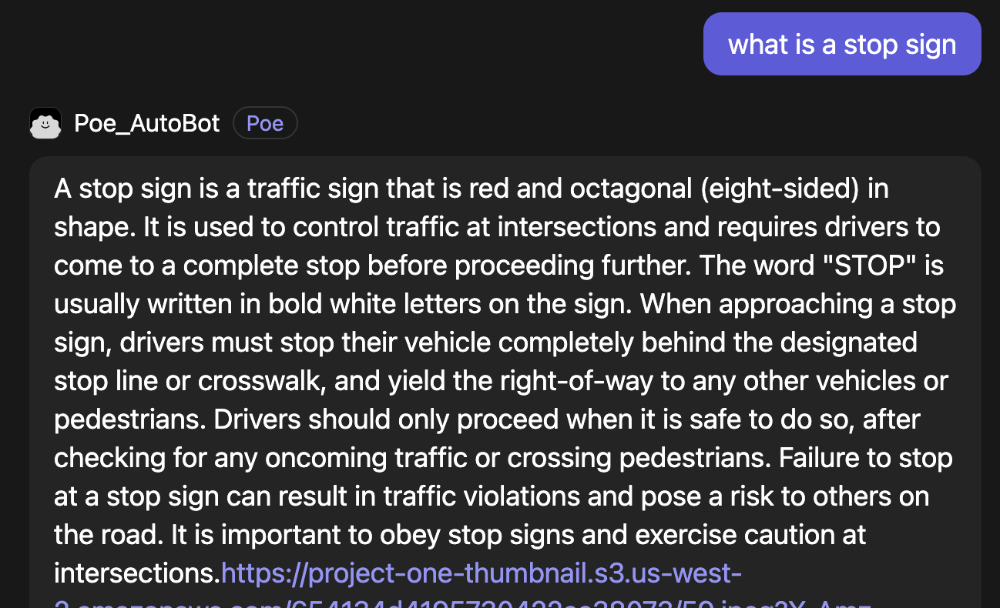 what is a stop sign
Poe_AutoBot Poe
A stop sign is a traffic sign that is red and octagonal (eight-sided) in
shape. It is used to control traffic at intersections and requires drivers to
come to a complete stop before proceeding further. The word "STOP" is
usually written in bold white letters on the sign. When approaching a stop
sign, drivers must stop their vehicle completely behind the designated
stop line or crosswalk, and yield the right-of-way to any other vehicles or
pedestrians. Drivers should only proceed when it is safe to do so, after
checking for any oncoming traffic or crossing pedestrians. Failure to stop
at a stop sign can result in traffic violations and pose a risk to others on
the road. It is important to obey stop signs and exercise caution at
intersections.https://project-one-thumbnail.s3.us-west-